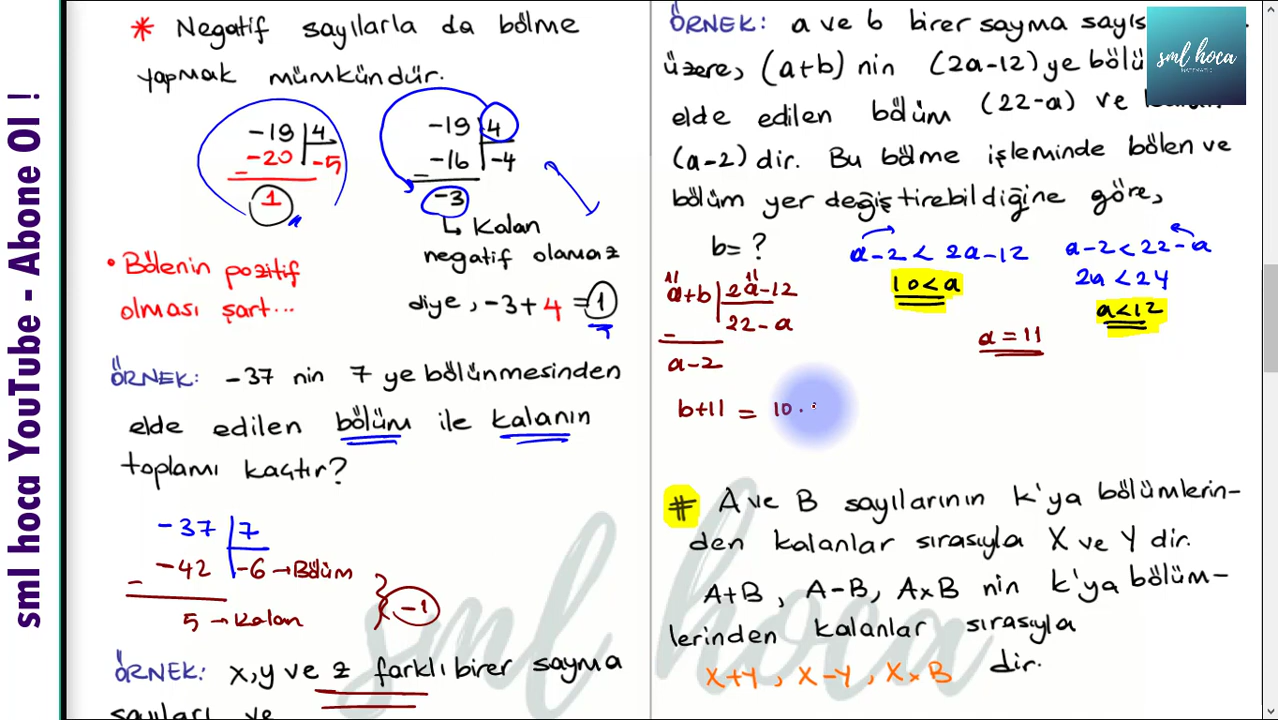 sml hoca YouTube - Abone Ol !
* Negatif sayılarla da bölme
yapmak mümkündür.
-19 | 4
-20 -5
1
-19 | 4
-16 -4
-3
↳ Kalan
negatif olamaz
diye, -3+4 = 1
• Bölenin pozitif
olması şart...
ÖRNEK: -37 nin 7 ye bölünmesinden
elde edilen bölüm ile kalanın
toplamı kaçtır?
-37 | 7
-42 -6 → Bölüm
5 → Kalan
-1
ÖRNEK: x,y ve z farklı birer sayma
sayıları ve
ÖRNEK: a ve b birer sayma
üzere, (a+b) nin (2a-12) ye
elde edilen bölüm (22-a) ve
(a-2) dir. Bu bölme işleminde bölen ve
bölüm yer değiştirebildiğine göre,
b= ?
a+b | 2a-12
22-a
a-2
a-2 < 2a-12
10<a
a-2 < 22-a
2a < 24
a<12
a = 11
b+11 = 10 .
# A ve B sayılarının k'ya bölümlerin-
den kalanlar sırasıyla X ve Y dir.
A+B , A-B, AxB nin k'ya bölüm-
lerinden kalanlar sırasıyla
X+Y , X-Y , XxB dir.
sml hoca
MATEMATİK
sml hoca